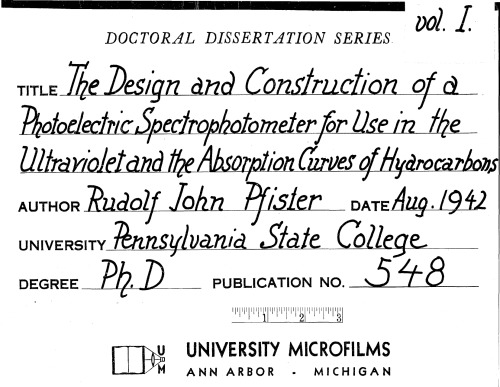 vol. I.
DOCTORAL DISSERTATION SERIES
TITLE The Design and Construction of a
Photoelectric Spectrophotometer for Use in the
Ultraviolet and the Absorption Curves of Hydrocarbons
AUTHOR Rudolf John Pfister DATE Aug. 1942
UNIVERSITY Pennsylvania State College
DEGREE Ph.D PUBLICATION NO. 548
1 2 3
U
M
UNIVERSITY MICROFILMS
ANN ARBOR - MICHIGAN